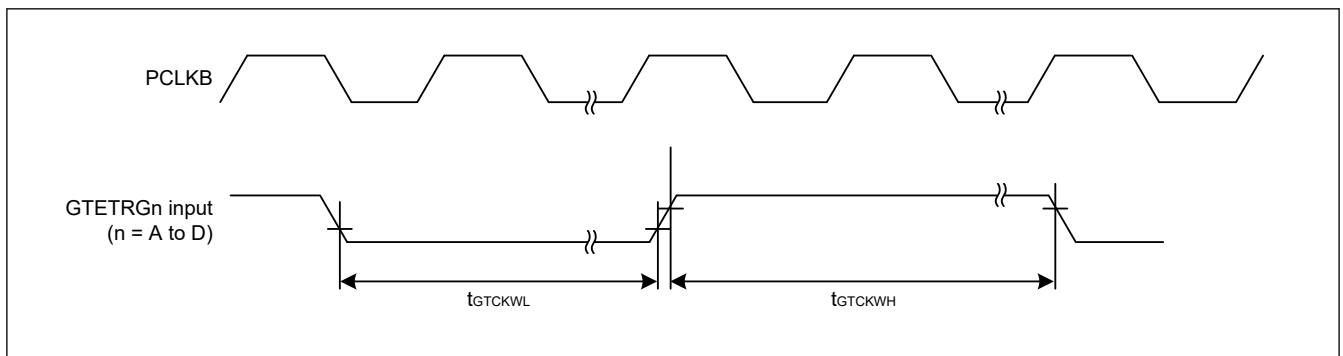 PCLKB
GTETRGn input
(n = A to D)
tGTCKWL
tGTCKWH